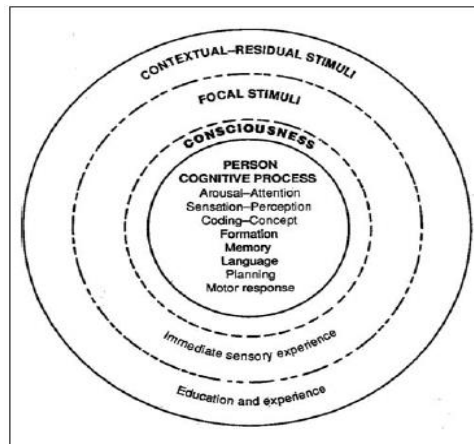 CONTEXTUAL–RESIDUAL STIMULI
FOCAL STIMULI
CONSCIOUSNESS
PERSON
COGNITIVE PROCESS
Arousal–Attention
Sensation–Perception
Coding–Concept
Formation
Memory
Language
Planning
Motor response
Immediate sensory experience
Education and experience